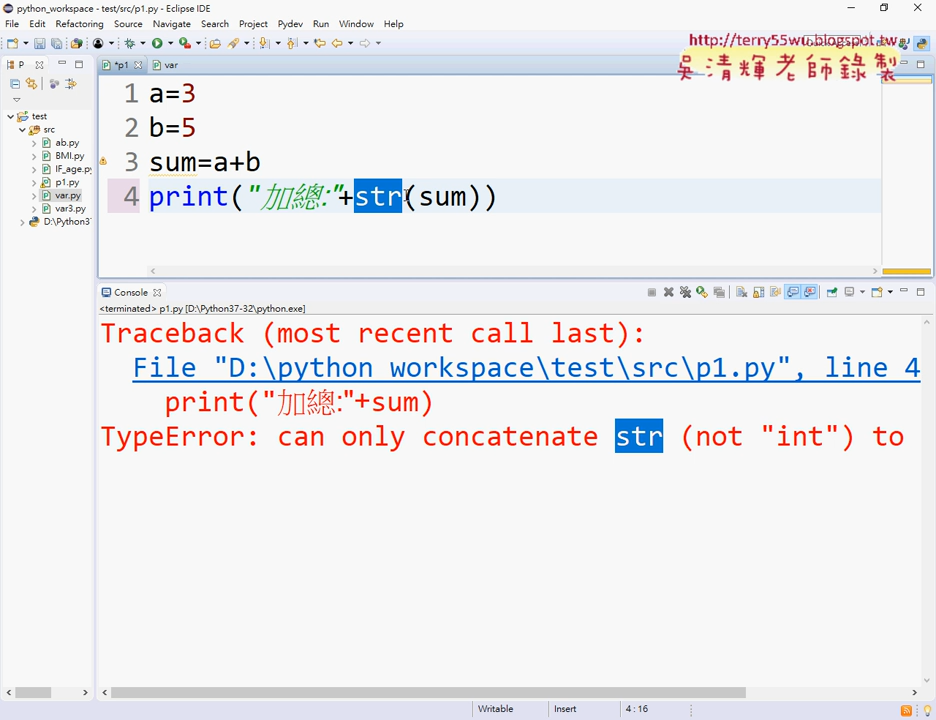 python_workspace - test/src/p1.py - Eclipse IDE
File Edit Refactoring Source Navigate Search Project Pydev Run Window Help
http://terry55wu.blogspot.tw
吳清輝老師錄製
P
*p1
var
test
src
ab.py
BMI.py
IF_age.py
p1.py
var.py
var3.py
D:\Python3
1 a=3
2 b=5
3 sum=a+b
4 print("加總:"+str(sum))
Console
<terminated> p1.py [D:\Python37-32\python.exe]
Traceback (most recent call last):
File "D:\python_workspace\test\src\p1.py", line 4
print("加總:"+sum)
TypeError: can only concatenate str (not "int") to
Writable Insert 4 : 16